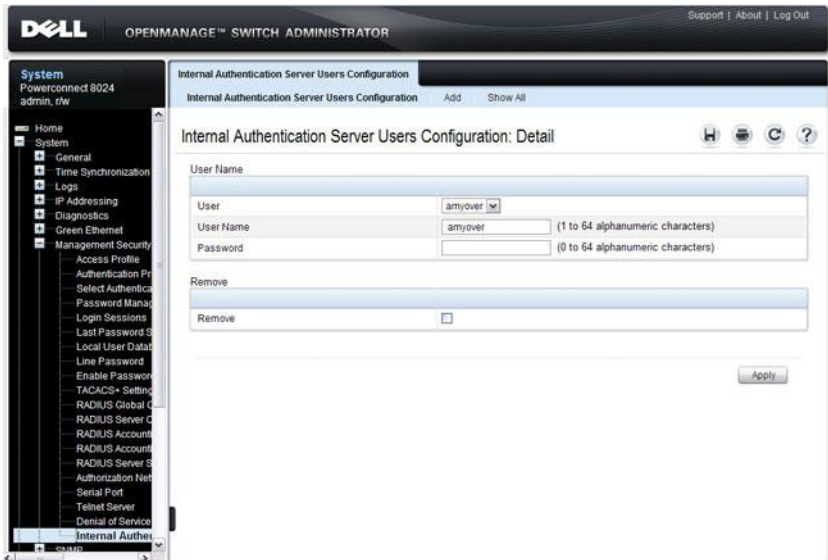 Support | About | Log Out
DELL
OPENMANAGE™ SWITCH ADMINISTRATOR
System
Powerconnect 8024
admin, r/w
Home
System
General
Time Synchronization
Logs
IP Addressing
Diagnostics
Green Ethernet
Management Security
Access Profile
Authentication Pr
Select Authentica
Password Manag
Login Sessions
Last Password S
Local User Datab
Line Password
Enable Passwor
TACACS+ Setting
RADIUS Global C
RADIUS Server C
RADIUS Accounti
RADIUS Accounti
RADIUS Server S
Authorization Net
Serial Port
Telnet Server
Denial of Service
Internal Authen
SNMP
Internal Authentication Server Users Configuration
Internal Authentication Server Users Configuration Add Show All
Internal Authentication Server Users Configuration: Detail
User Name
User amyover
User Name amyover (1 to 64 alphanumeric characters)
Password (0 to 64 alphanumeric characters)
Remove
Remove
Apply